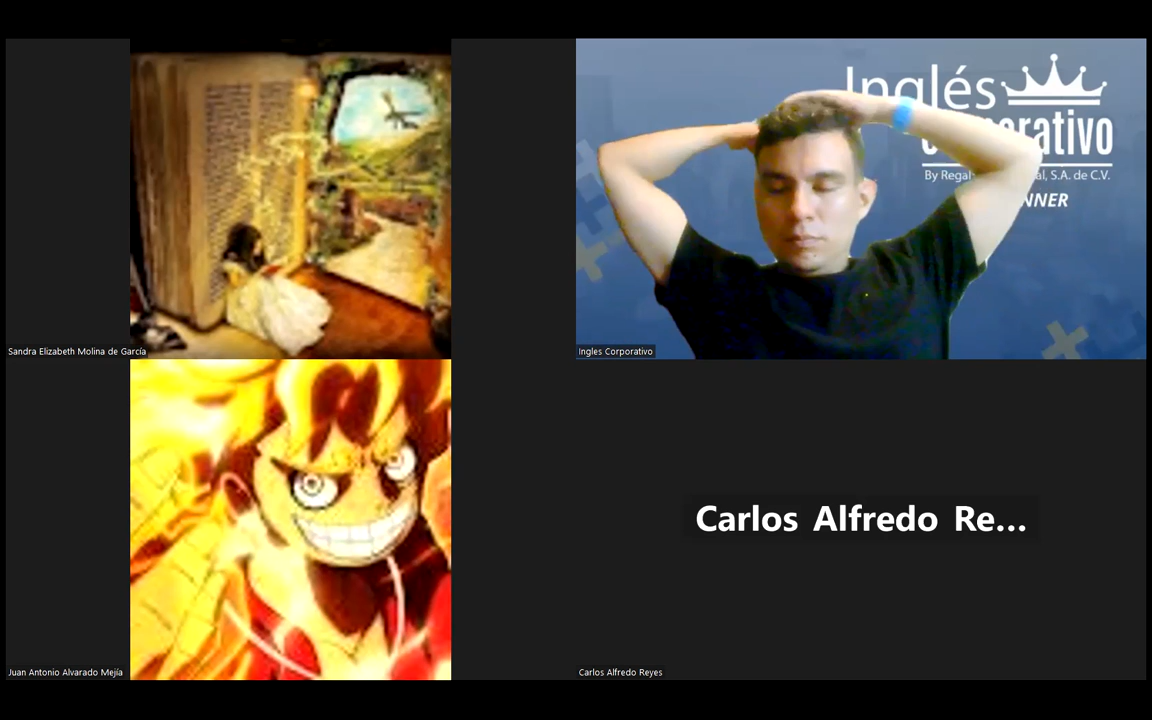 Inglés
By Regal
al, S.A. de C.V.
NNER
Sandra Elizabeth Molina de García
Ingles Corporativo
Carlos Alfredo Re...
Juan Antonio Alvarado Mejía
Carlos Alfredo Reyes